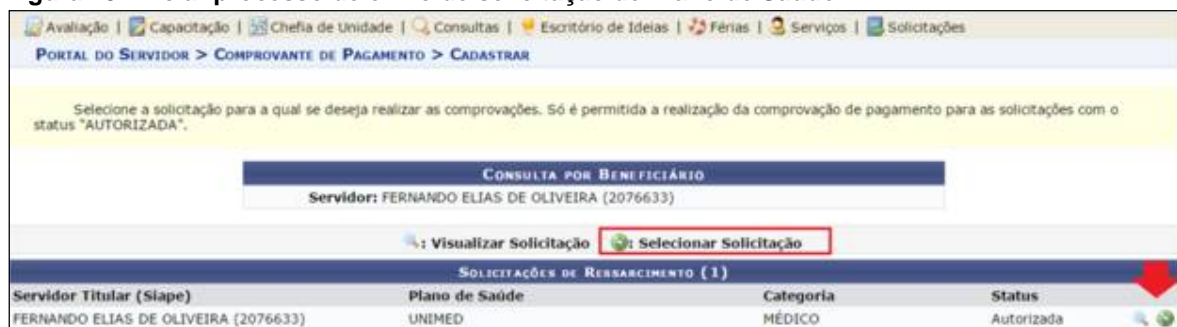 Avaliação | Capacitação | Chefia de Unidade | Consultas | Escritório de Ideias | Férias | Serviços | Solicitações
PORTAL DO SERVIDOR > COMPROVANTE DE PAGAMENTO > CADASTRAR
Selecione a solicitação para a qual se deseja realizar as comprovações. Só é permitida a realização da comprovação de pagamento para as solicitações com o
status "AUTORIZADA".
CONSULTA POR BENEFICIÁRIO
Servidor: FERNANDO ELIAS DE OLIVEIRA (2076633)
: Visualizar Solicitação : Selecionar Solicitação
SOLICITAÇÕES DE RESSARCIMENTO (1)
Servidor Titular (Siape) Plano de Saúde Categoria Status
FERNANDO ELIAS DE OLIVEIRA (2076633) UNIMED MÉDICO Autorizada